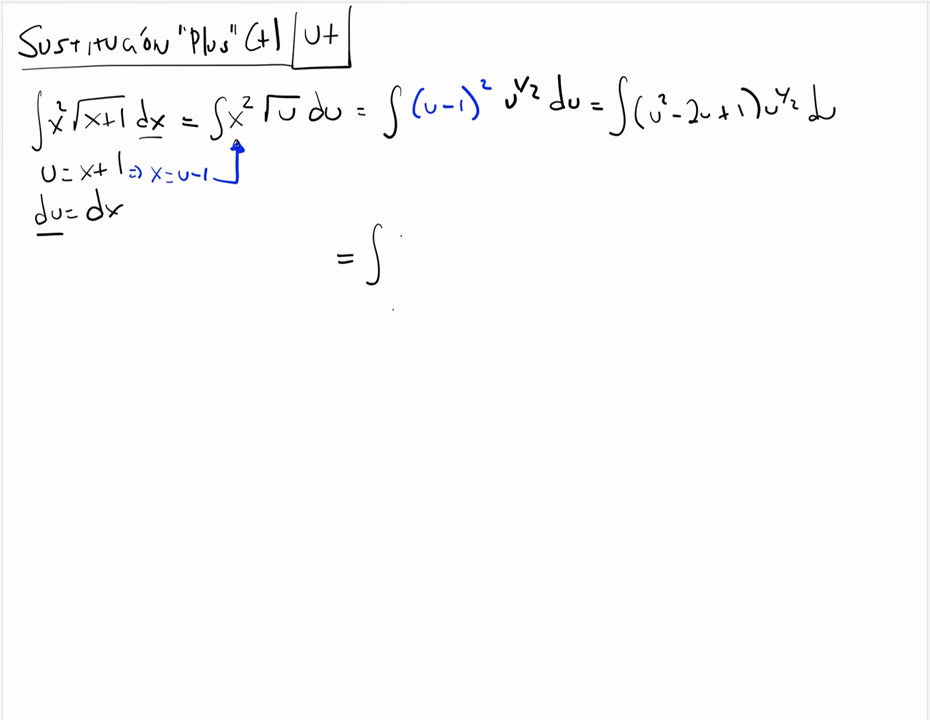 Sustitución "Plus" (+) U+
∫x²√x+1 dx = ∫x² √u du = ∫(u-1)² u^1/2 du = ∫(u²-2u+1)u^1/2 du
u = x+1 ⇒ x=u-1
du = dx
= ∫